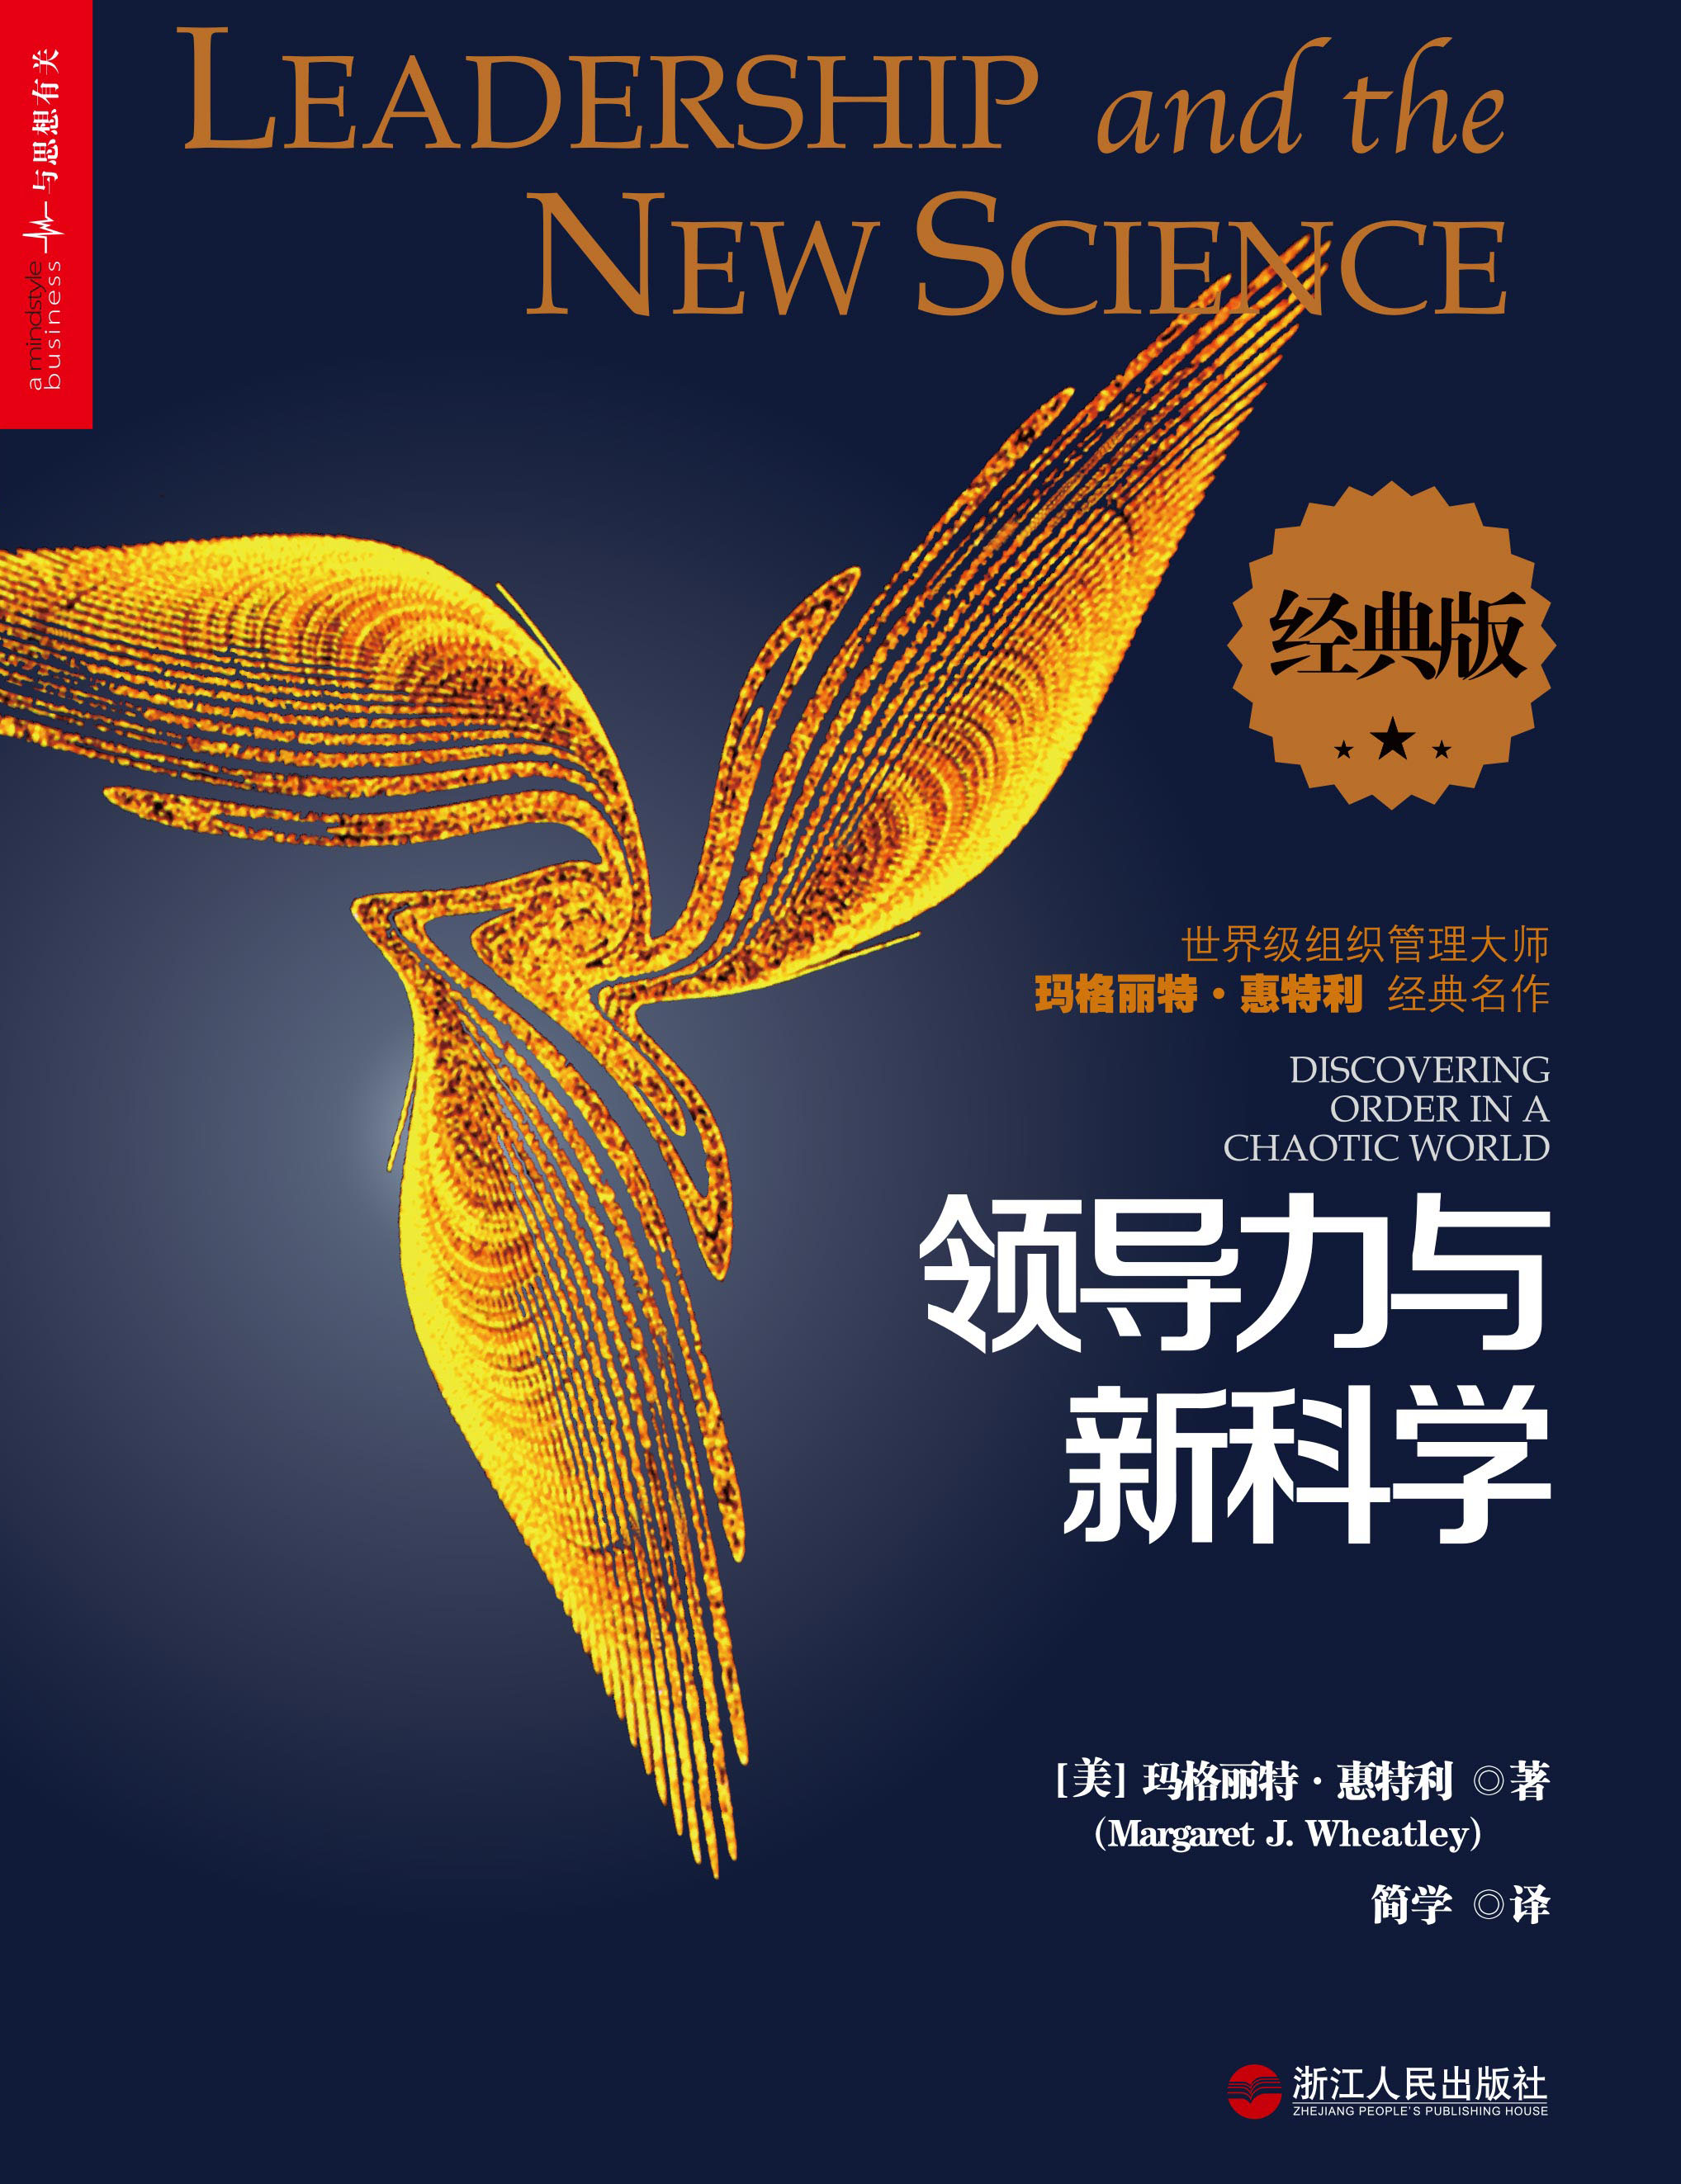 与思想有关
a mindstyle
business
LEADERSHIP and the
NEW SCIENCE
经典版
世界级组织管理大师
玛格丽特·惠特利 经典名作
DISCOVERING
ORDER IN A
CHAOTIC WORLD
领导力与
新科学
[美] 玛格丽特·惠特利 ◎著
(Margaret J. Wheatley)
简学 ◎译
浙江人民出版社
ZHEJIANG PEOPLE'S PUBLISHING HOUSE